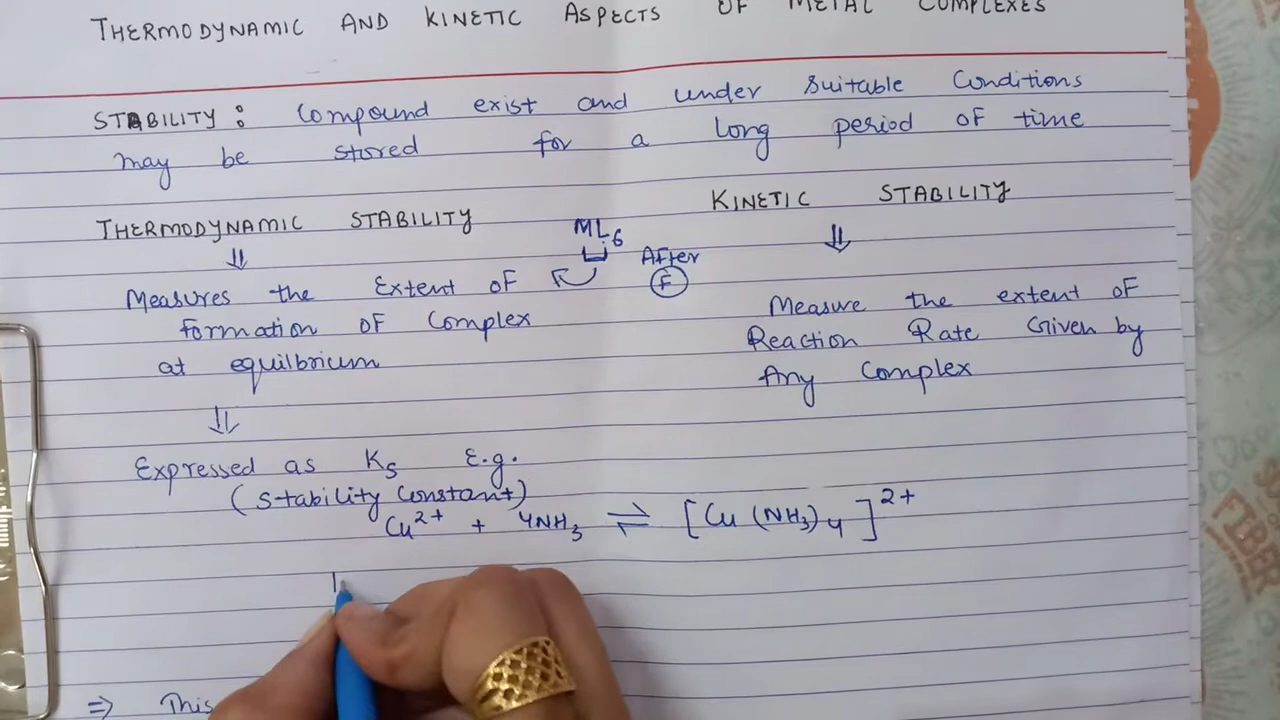 THERMODYNAMIC AND KINETIC ASPECTS OF METAL COMPLEXES
STABILITY : Compound exist and under suitable Conditions
may be stored for a long period of time
THERMODYNAMIC STABILITY
⇓
Measures the Extent of
formation of Complex
at equilbrium
⇓
Expressed as Ks E.g.
(Stability Constant)
Cu²⁺ + 4NH₃ ⇌ [Cu(NH₃)₄]²⁺
⇒ This
ML₆
After
F
KINETIC STABILITY
⇓
Measure the extent of
Reaction Rate Given by
Any Complex
FIBER